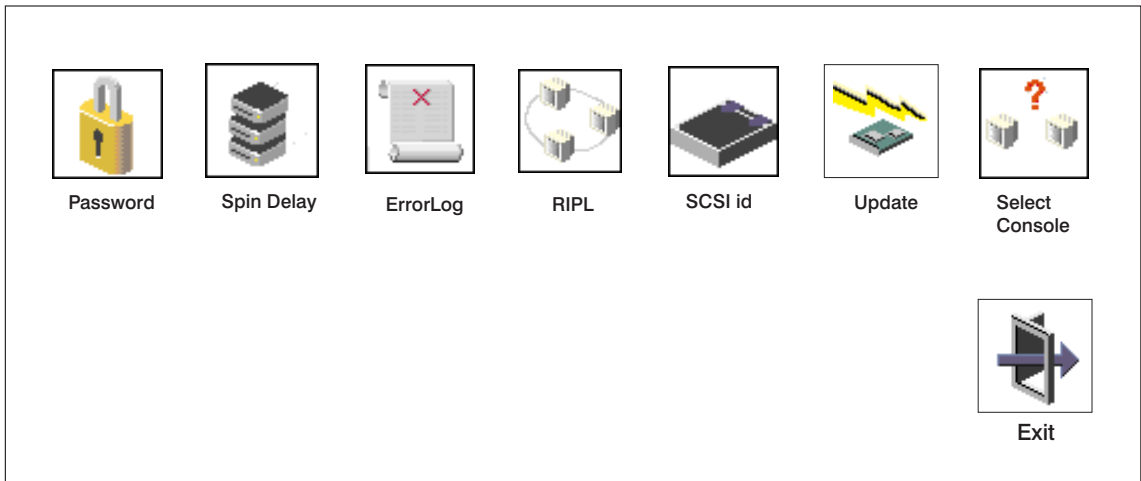 Password
Spin Delay
ErrorLog
RIPL
SCSI id
Update
?
Select
Console
Exit